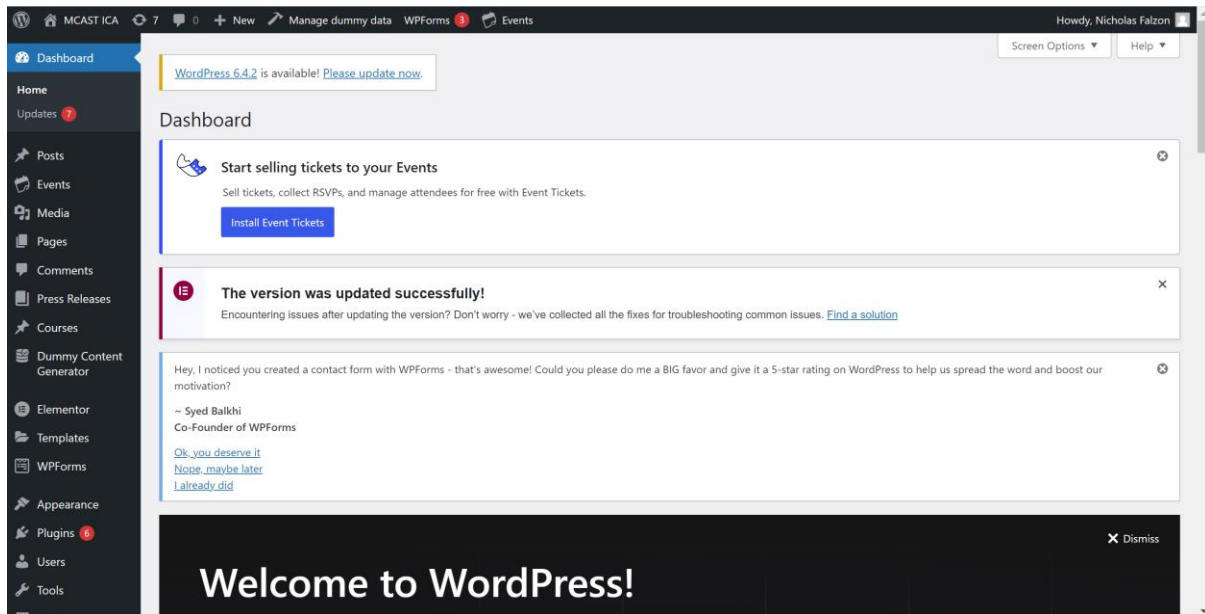 MCAST ICA 7 0 + New Manage dummy data WPForms 3 Events Howdy, Nicholas Falzon
Screen Options ▼ Help ▼
Dashboard
Home
Updates 7
Posts
Events
Media
Pages
Comments
Press Releases
Courses
Dummy Content
Generator
Elementor
Templates
WPForms
Appearance
Plugins 6
Users
Tools
WordPress 6.4.2 is available! Please update now.
Dashboard
Start selling tickets to your Events
Sell tickets, collect RSVPs, and manage attendees for free with Event Tickets.
Install Event Tickets
The version was updated successfully!
Encountering issues after updating the version? Don't worry - we've collected all the fixes for troubleshooting common issues. Find a solution
Hey, I noticed you created a contact form with WPForms - that's awesome! Could you please do me a BIG favor and give it a 5-star rating on WordPress to help us spread the word and boost our
motivation?
~ Syed Balkhi
Co-Founder of WPForms
Ok, you deserve it
Nope, maybe later
I already did
Dismiss
Welcome to WordPress!